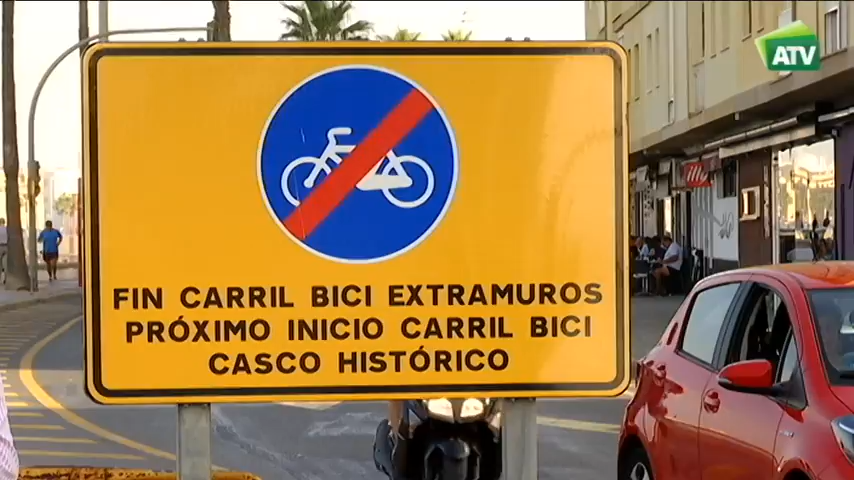 ATV
FIN CARRIL BICI EXTRAMUROS
PRÓXIMO INICIO CARRIL BICI
CASCO HISTÓRICO